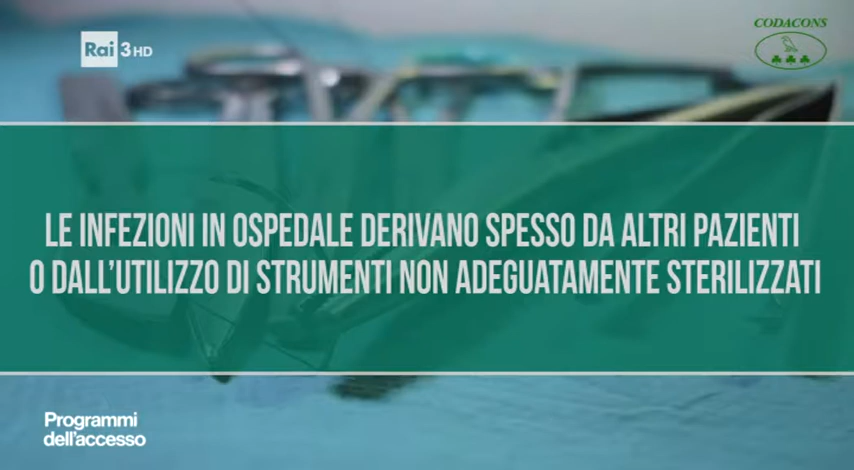 CODACONS
Rai 3 HD
LE INFEZIONI IN OSPEDALE DERIVANO SPESSO DA ALTRI PAZIENTI
O DALL'UTILIZZO DI STRUMENTI NON ADEGUATAMENTE STERILIZZATI
Programmi
dell'accesso